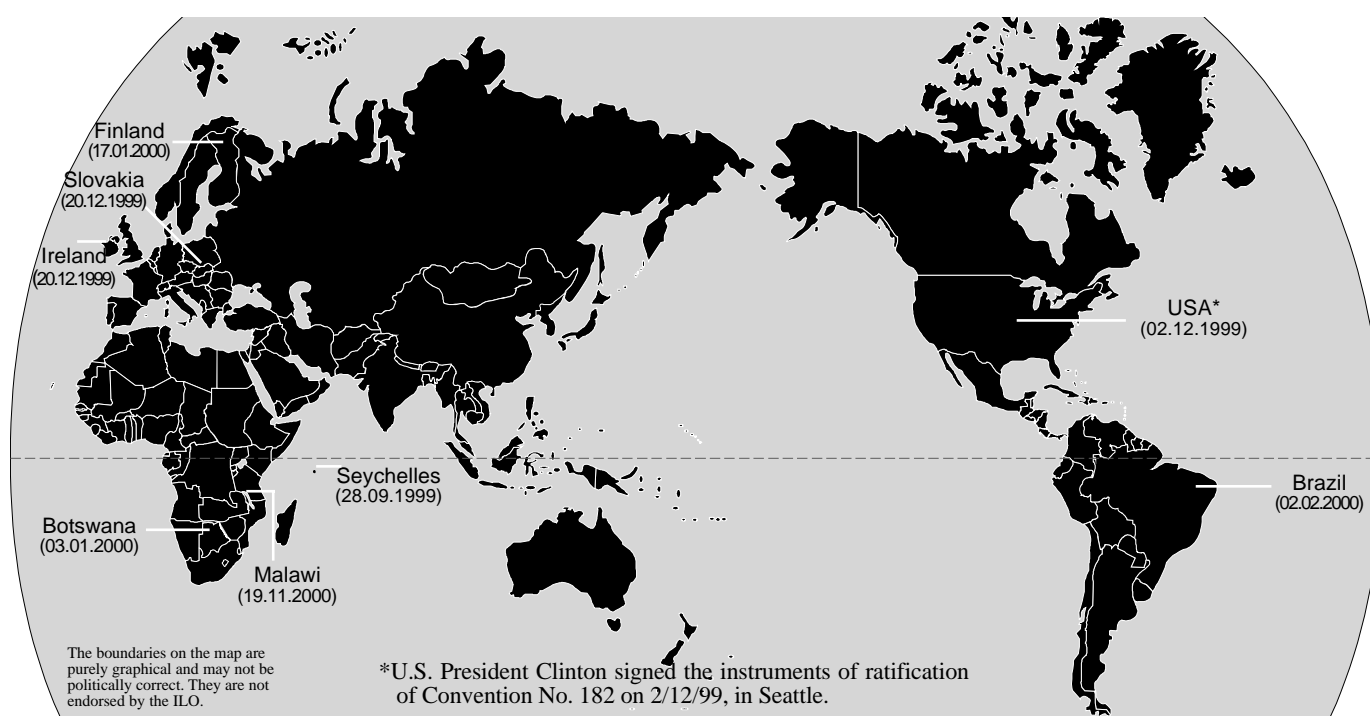 Finland
(17.01.2000)
Slovakia
(20.12.1999)
Ireland
(20.12.1999)
USA*
(02.12.1999)
Seychelles
(28.09.1999)
Brazil
(02.02.2000)
Botswana
(03.01.2000)
Malawi
(19.11.2000)
The boundaries on the map are
purely graphical and may not be
politically correct. They are not
endorsed by the ILO.
*U.S. President Clinton signed the instruments of ratification
of Convention No. 182 on 2/12/99, in Seattle.